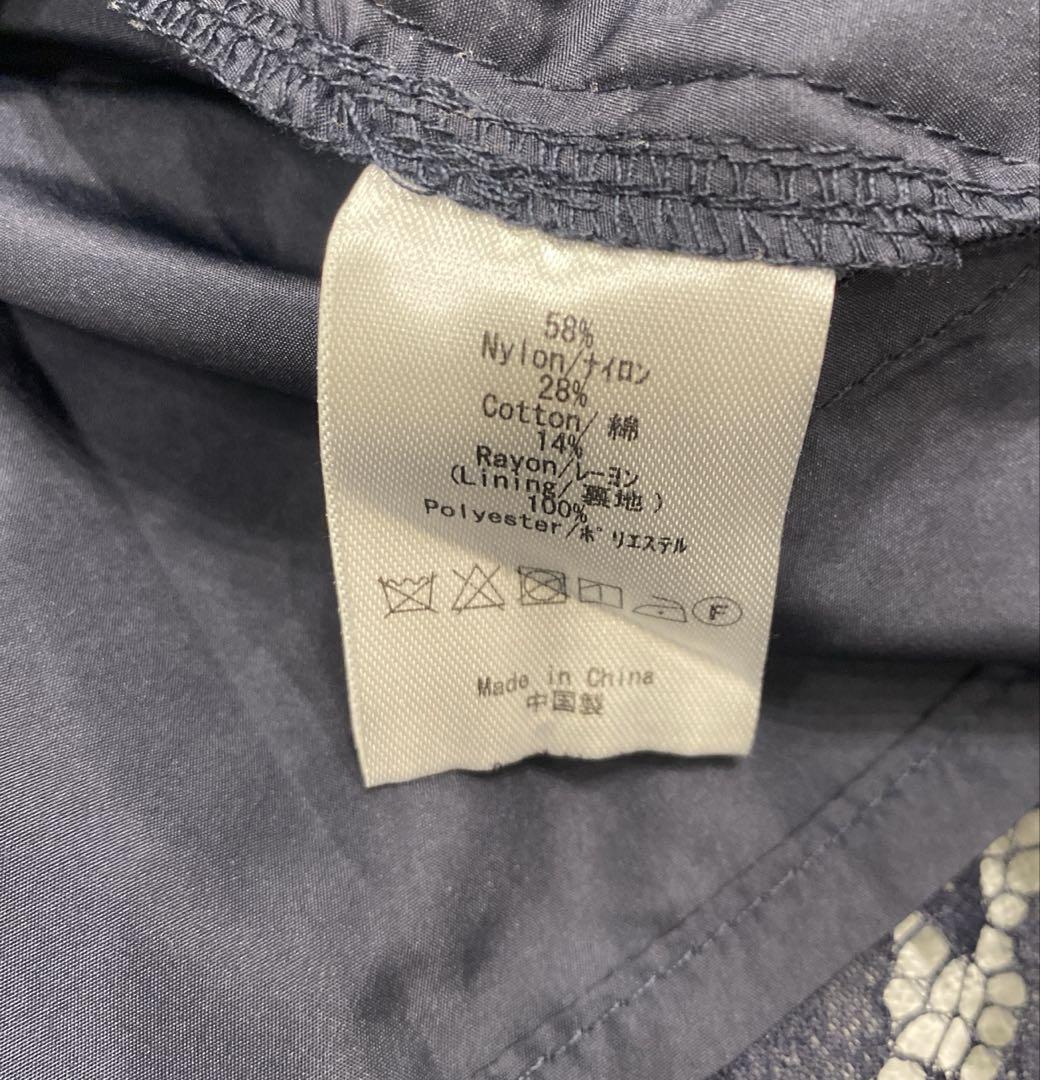 58%
Nylon/ナイロン
28%
Cotton/綿
14%
Rayon/レーヨン
(Lining/裏地)
100%
Polyester/ポリエステル
F
Made in China
中国製